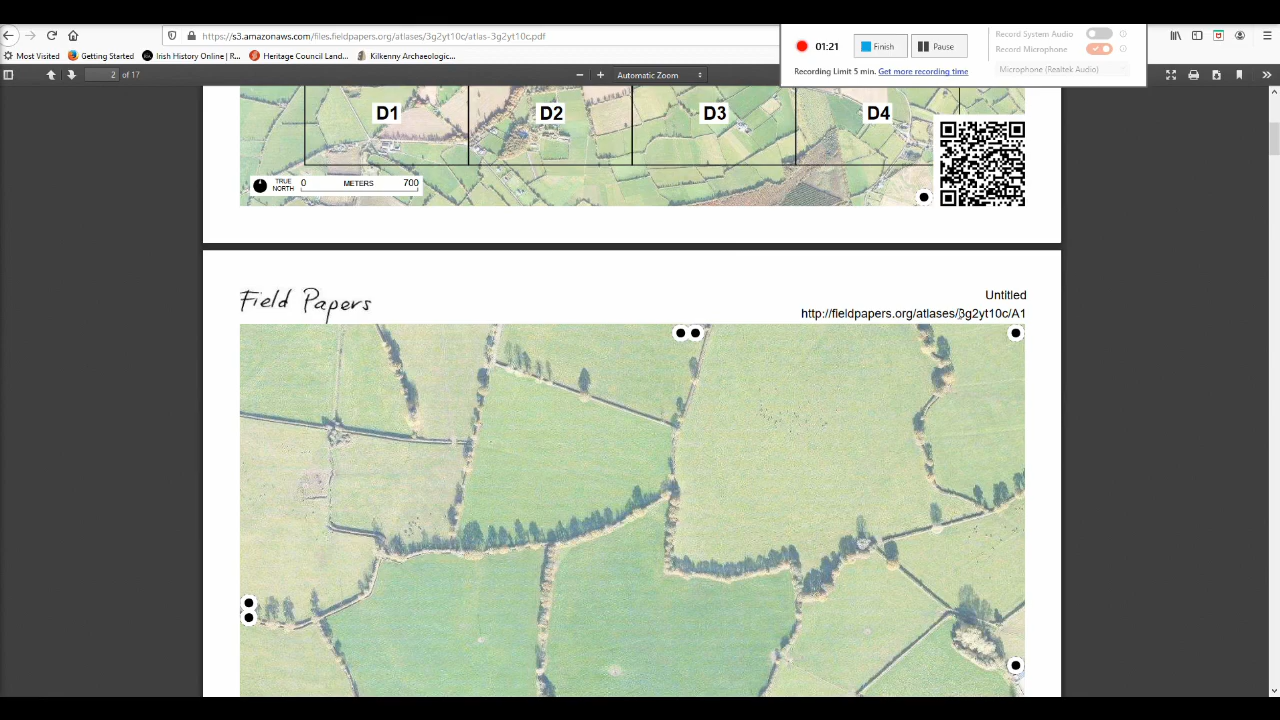 https://s3.amazonaws.com/files.fieldpapers.org/atlases/3g2yt10c/atlas-3g2yt10c.pdf
Most Visited Getting Started Irish History Online | R... Heritage Council Land... Kilkenny Archaeologic...
2 of 17 Automatic Zoom
01:21 Finish Pause
Record System Audio
Record Microphone
Microphone (Realtek Audio)
Recording Limit 5 min. Get more recording time
D1 D2 D3 D4
TRUE NORTH 0 METERS 700
Field Papers
Untitled
http://fieldpapers.org/atlases/3g2yt10c/A1